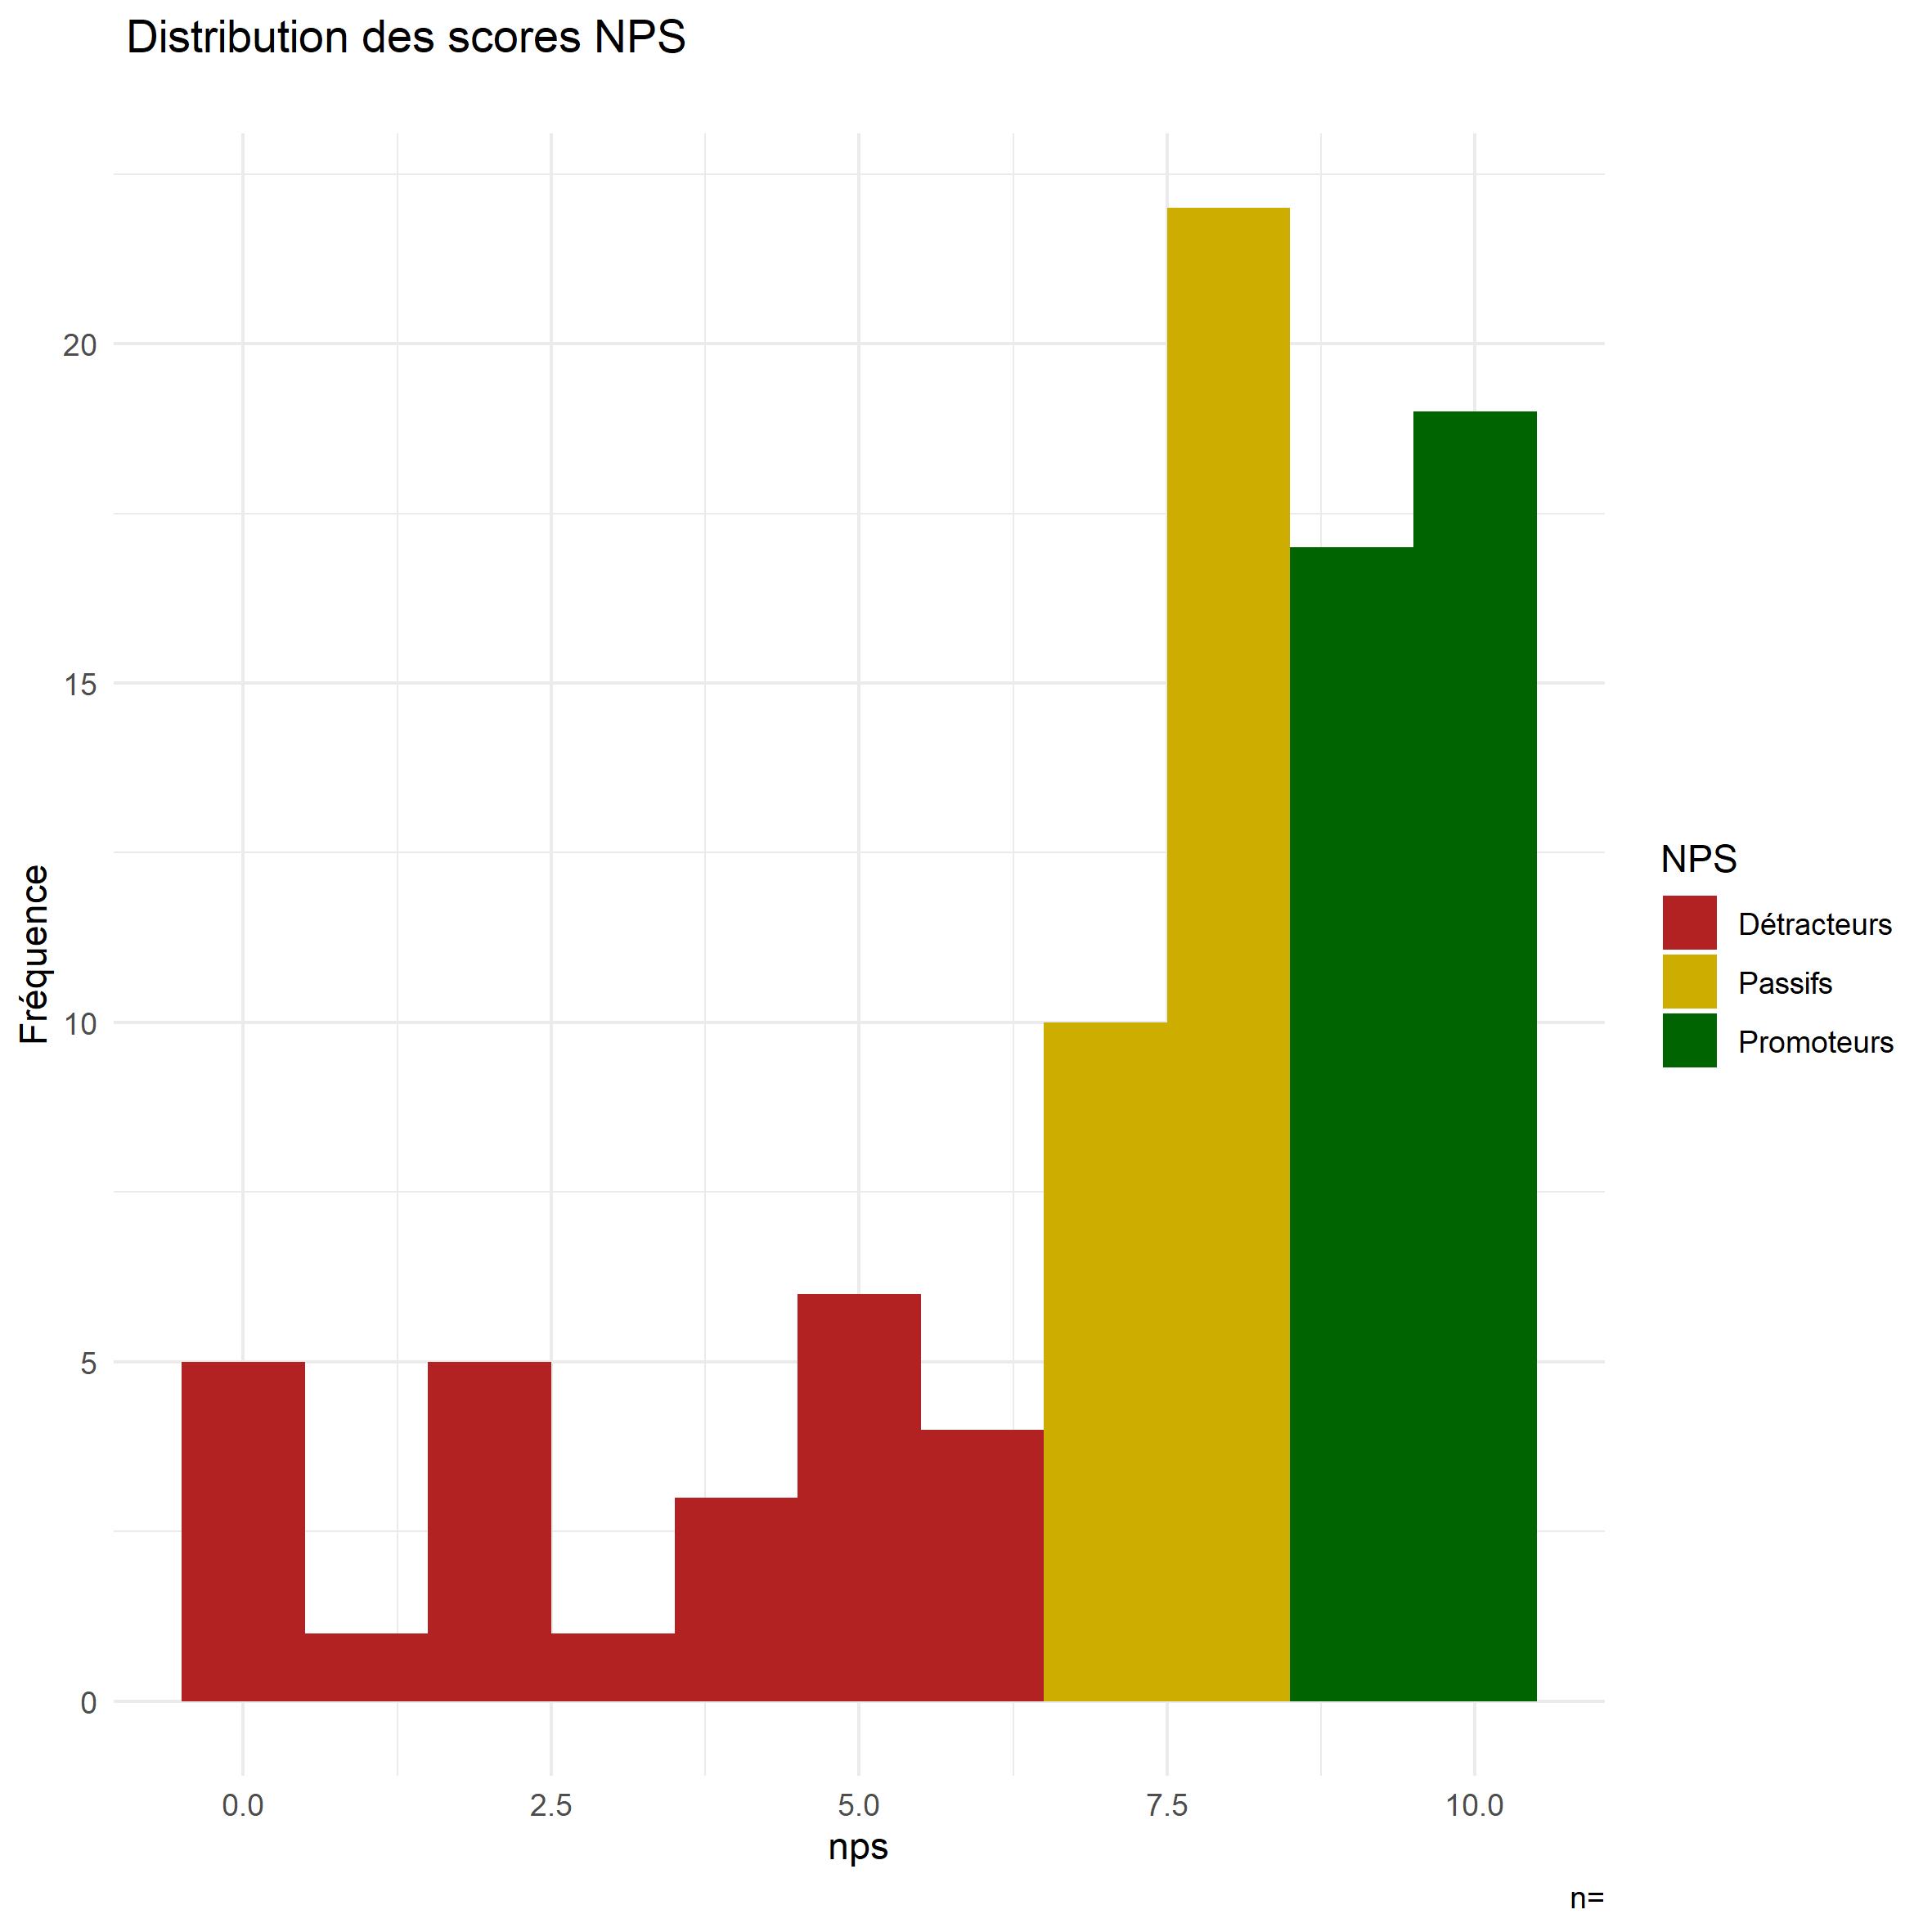 Distribution des scores NPS
Fréquence
20
15
10
5
0
0.0 2.5 5.0 7.5 10.0
nps
NPS
Détracteurs
Passifs
Promoteurs
n=